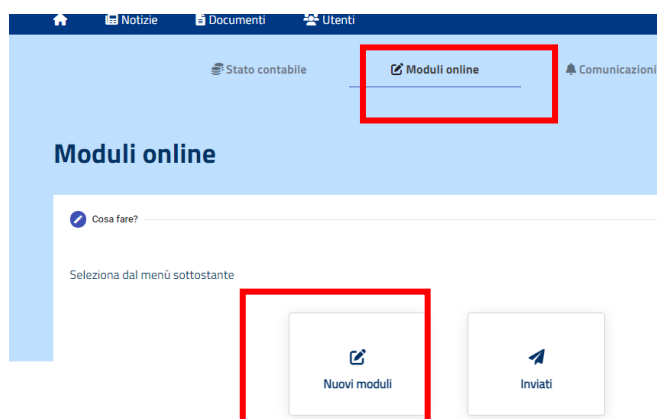 Notizie Documenti Utenti
Stato contabile Moduli online Comunicazioni
Moduli online
Cosa fare?
Seleziona dal menù sottostante
Nuovi moduli Inviati